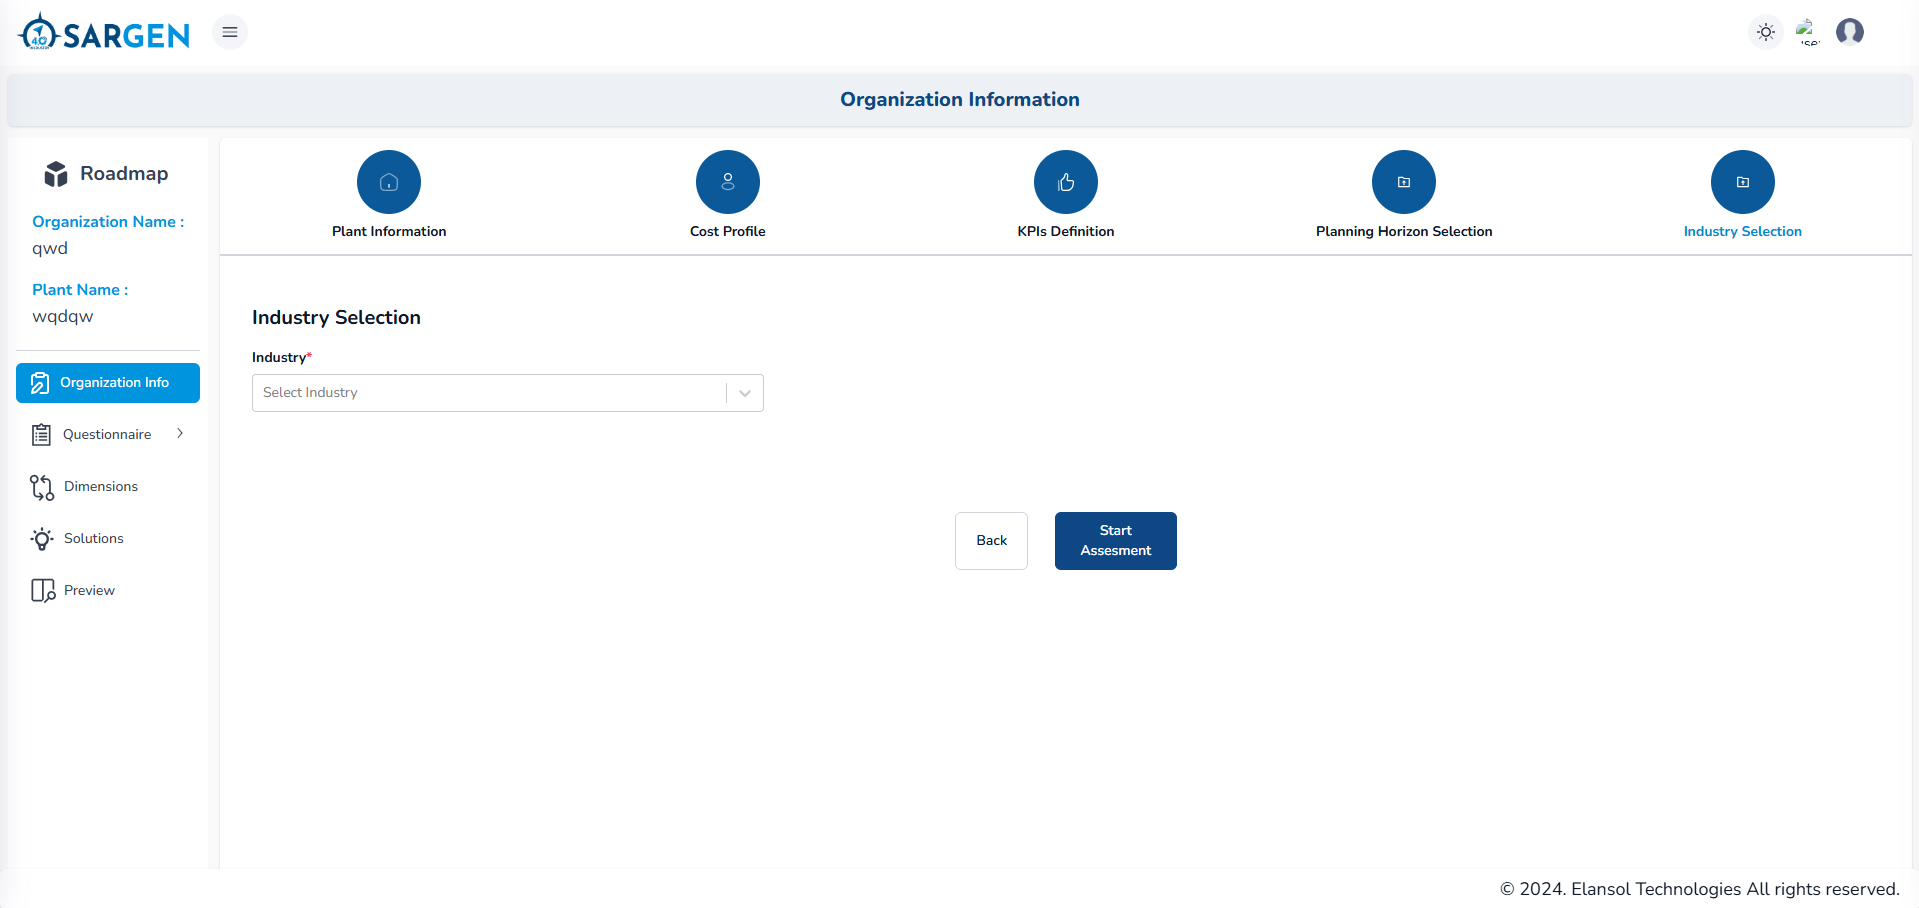 SARGEN
Organization Information
Roadmap
Organization Name :
qwd
Plant Name :
wqdqw
Organization Info
Questionnaire
Dimensions
Solutions
Preview
Plant Information
Cost Profile
KPIs Definition
Planning Horizon Selection
Industry Selection
Industry Selection
Industry*
Select Industry
Back
Start
Assesment
© 2024. Elansol Technologies All rights reserved.